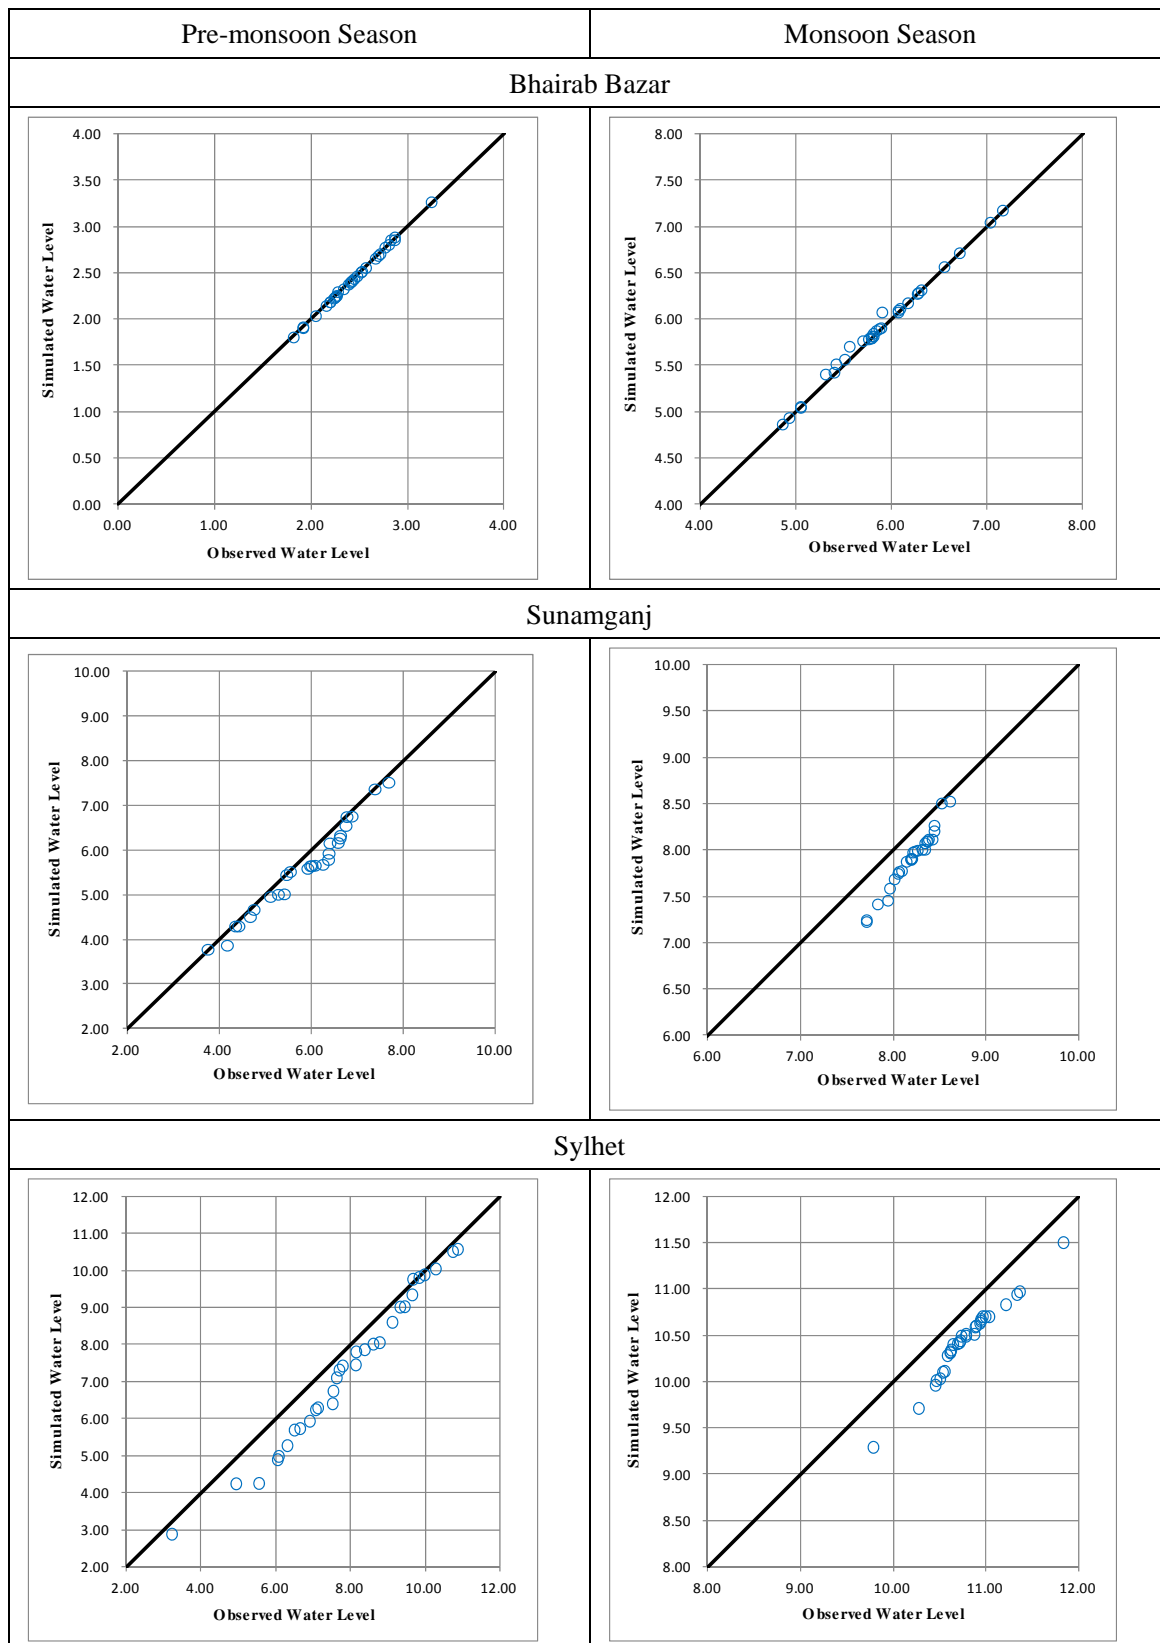 Pre-monsoon Season
Monsoon Season
Bhairab Bazar
4.00
3.50
3.00
2.50
2.00
1.50
1.00
0.50
0.00
0.00 1.00 2.00 3.00 4.00
Simulated Water Level
Observed Water Level
8.00
7.50
7.00
6.50
6.00
5.50
5.00
4.50
4.00
4.00 5.00 6.00 7.00 8.00
Simulated Water Level
Observed Water Level
Sunamganj
10.00
9.00
8.00
7.00
6.00
5.00
4.00
3.00
2.00
2.00 4.00 6.00 8.00 10.00
Simulated Water Level
Observed Water Level
10.00
9.50
9.00
8.50
8.00
7.50
7.00
6.50
6.00
6.00 7.00 8.00 9.00 10.00
Simulated Water Level
Observed Water Level
Sylhet
12.00
11.00
10.00
9.00
8.00
7.00
6.00
5.00
4.00
3.00
2.00
2.00 4.00 6.00 8.00 10.00 12.00
Simulated Water Level
Observed Water Level
12.00
11.50
11.00
10.50
10.00
9.50
9.00
8.50
8.00
8.00 9.00 10.00 11.00 12.00
Simulated Water Level
Observed Water Level